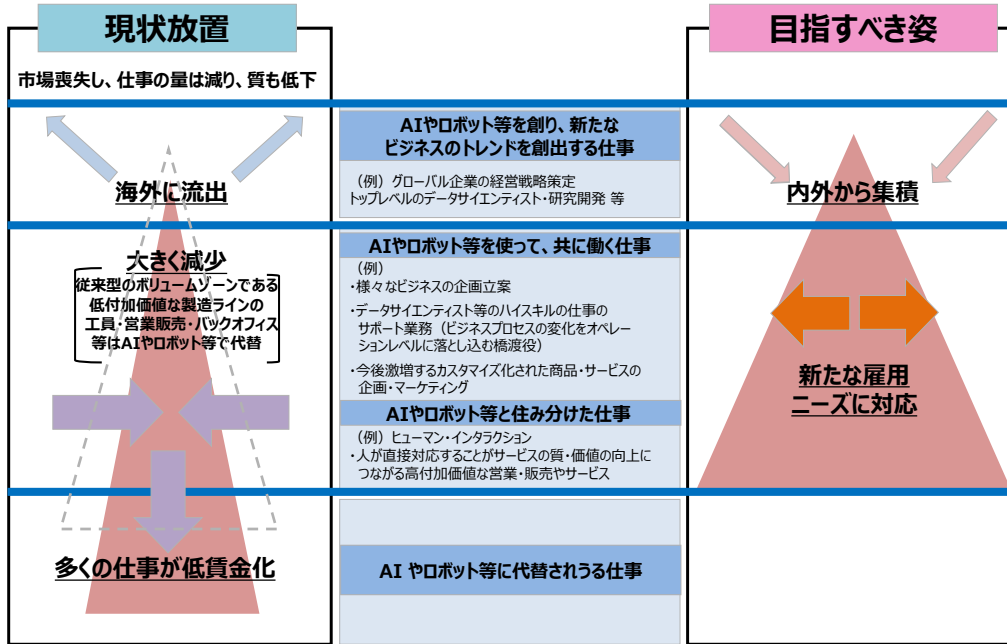 現状放置
市場喪失し、仕事の量は減り、質も低下
海外に流出
大きく減少
従来型のボリュームゾーンである
低付加価値な製造ラインの
工員・営業販売・バックオフィス
等はAIやロボット等で代替
多くの仕事が低賃金化
AIやロボット等を創り、新たな
ビジネスのトレンドを創出する仕事
（例）グローバル企業の経営戦略策定
トップレベルのデータサイエンティスト・研究開発 等
AIやロボット等を使って、共に働く仕事
（例）
・様々なビジネスの企画立案
・データサイエンティスト等のハイスキルの仕事の
サポート業務（ビジネスプロセスの変化をオペレー
ションレベルに落とし込む橋渡役）
・今後激増するカスタマイズ化された商品・サービスの
企画・マーケティング
AIやロボット等と住み分けた仕事
（例）ヒューマン・インタラクション
・人が直接対応することがサービスの質・価値の向上に
つながる高付加価値な営業・販売やサービス
AI やロボット等に代替されうる仕事
目指すべき姿
内外から集積
新たな雇用
ニーズに対応